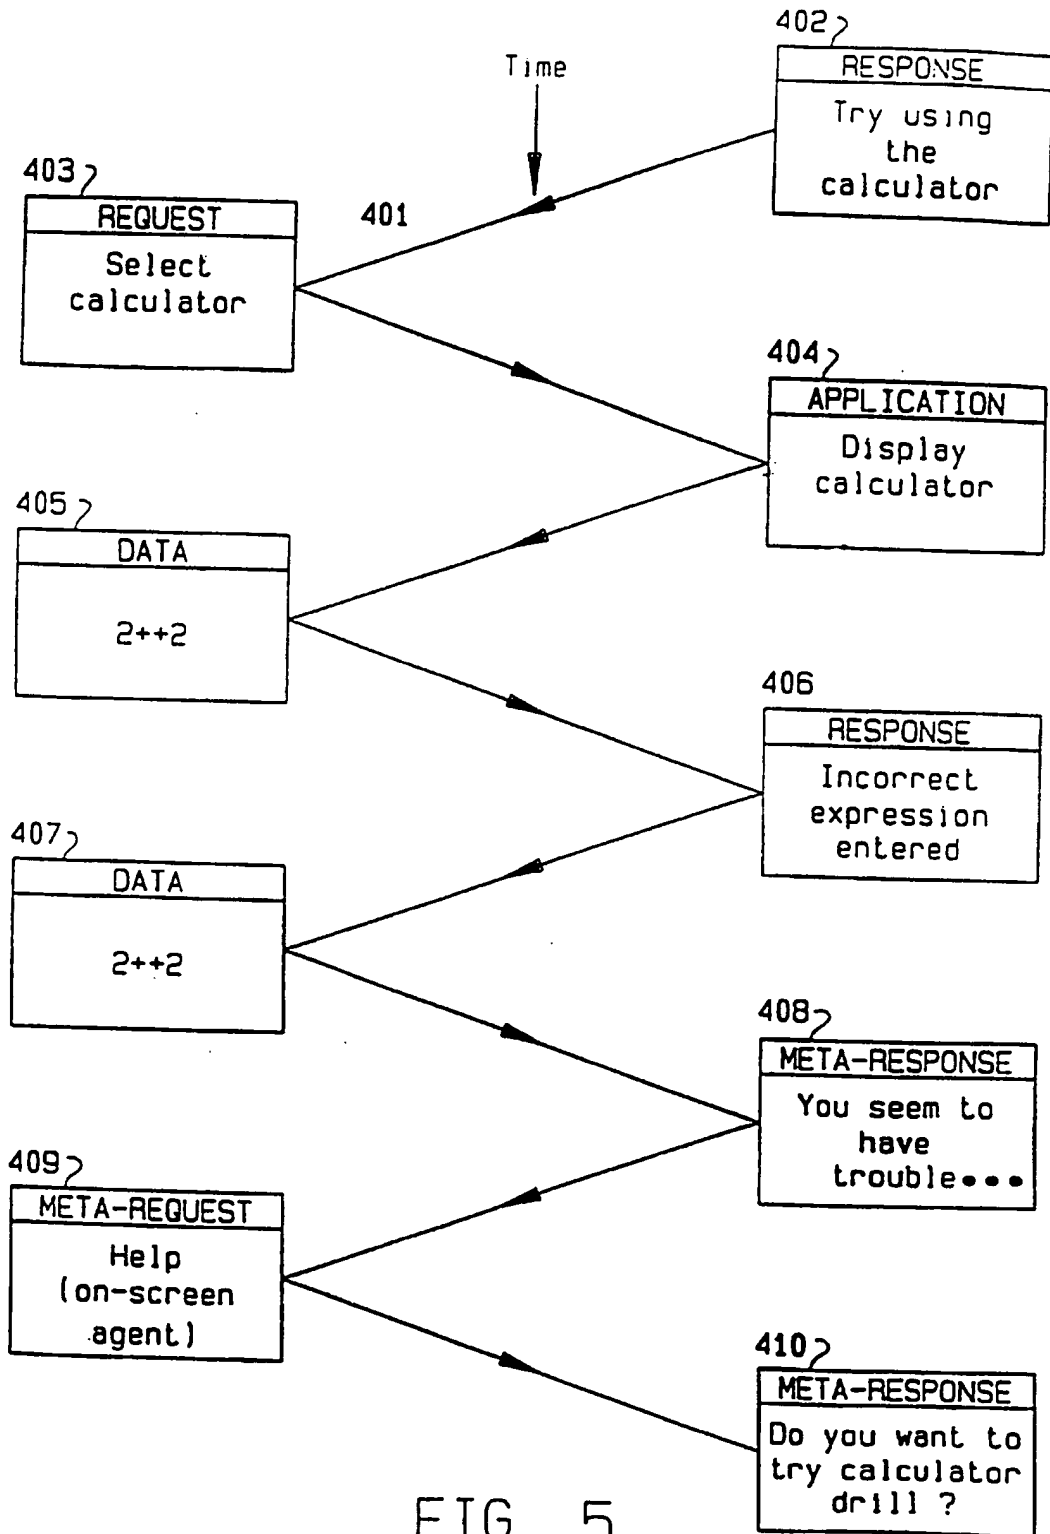 402
RESPONSE
Try using
the
calculator
Time
403
REQUEST
Select
calculator
401
404
APPLICATION
Display
calculator
405
DATA
2++2
406
RESPONSE
Incorrect
expression
entered
407
DATA
2++2
408
META-RESPONSE
You seem to
have
trouble•••
409
META-REQUEST
Help
(on-screen
agent)
410
META-RESPONSE
Do you want to
try calculator
drill ?
FIG. 5